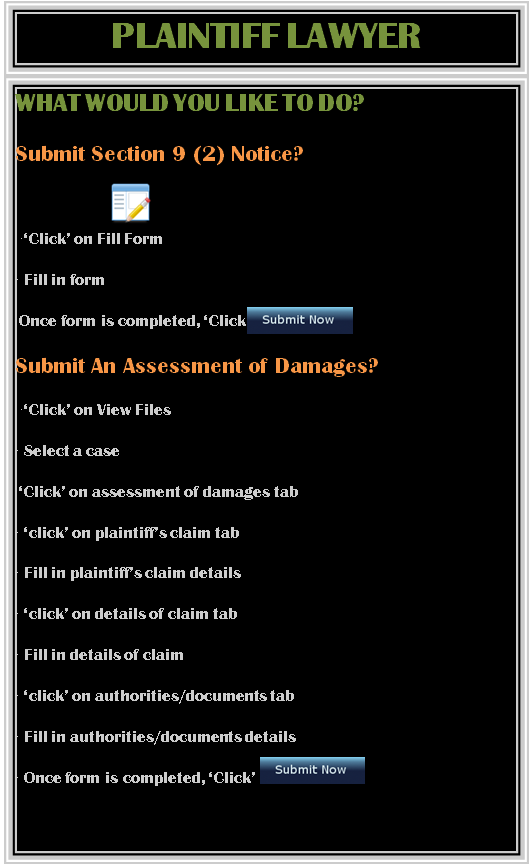 PLAINTIFF LAWYER
WHAT WOULD YOU LIKE TO DO?
Submit Section 9 (2) Notice?
·‘Click’ on Fill Form
· Fill in form
Once form is completed, ‘Click Submit Now
Submit An Assessment of Damages?
·‘Click’ on View Files
· Select a case
‘Click’ on assessment of damages tab
· ‘click’ on plaintiff’s claim tab
· Fill in plaintiff’s claim details
· ‘click’ on details of claim tab
· Fill in details of claim
· ‘click’ on authorities/documents tab
· Fill in authorities/documents details
· Once form is completed, ‘Click’ Submit Now